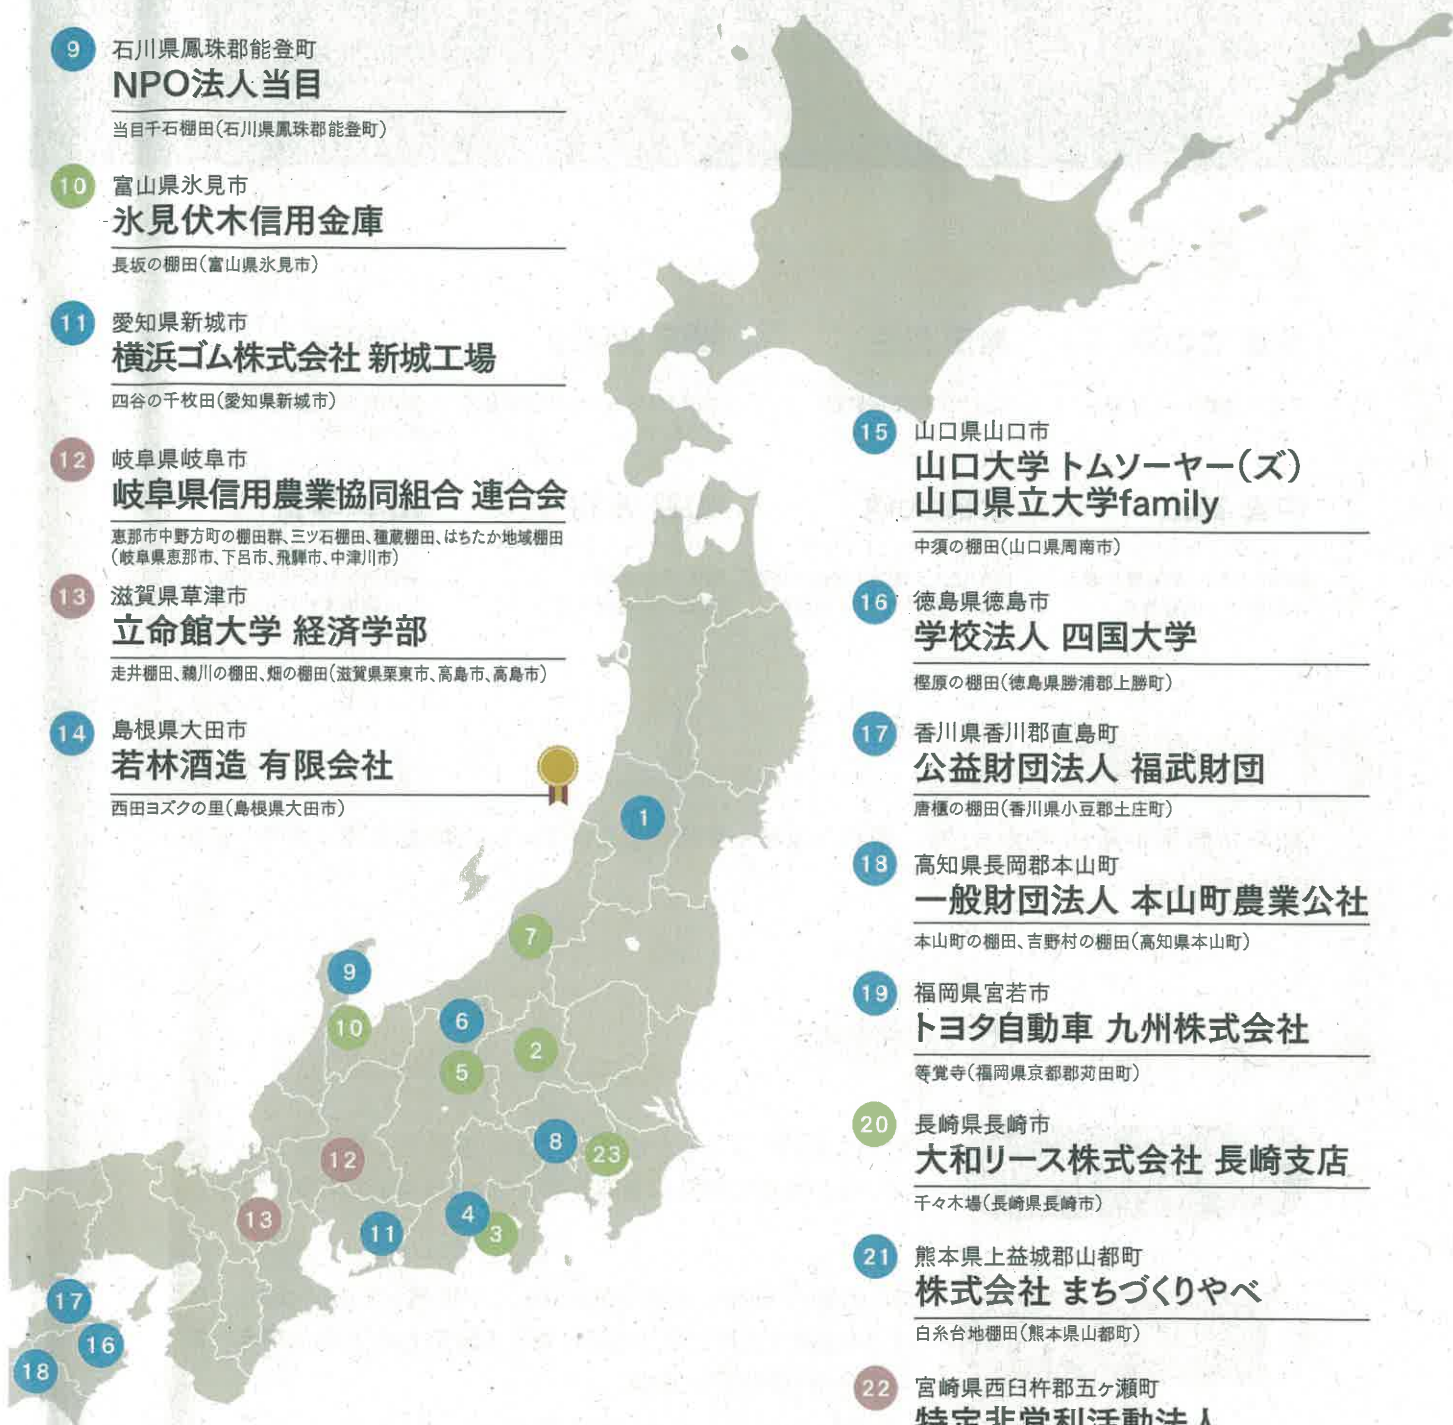 9
石川県鳳珠郡能登町
NPO法人当目
当目千石棚田(石川県鳳珠郡能登町)
10
富山県氷見市
氷見伏木信用金庫
長坂の棚田(富山県氷見市)
11
愛知県新城市
横浜ゴム株式会社 新城工場
四谷の千枚田(愛知県新城市)
12
岐阜県岐阜市
岐阜県信用農業協同組合 連合会
恵那市中野方町の棚田群、三ツ石棚田、種蔵棚田、はちたか地域棚田
(岐阜県恵那市、下呂市、飛騨市、中津川市)
13
滋賀県草津市
立命館大学 経済学部
走井棚田、鵜川の棚田、畑の棚田(滋賀県栗東市、高島市、高島市)
14
島根県大田市
若林酒造 有限会社
西田ヨズクの里(島根県大田市)
15
山口県山口市
山口大学 トムソーヤー(ズ)
山口県立大学family
中須の棚田(山口県周南市)
16
徳島県徳島市
学校法人 四国大学
樫原の棚田(徳島県勝浦郡上勝町)
17
香川県香川郡直島町
公益財団法人 福武財団
唐櫃の棚田(香川県小豆郡土庄町)
18
高知県長岡郡本山町
一般財団法人 本山町農業公社
本山町の棚田、吉野村の棚田(高知県本山町)
19
福岡県宮若市
トヨタ自動車 九州株式会社
等覚寺(福岡県京都郡苅田町)
20
長崎県長崎市
大和リース株式会社 長崎支店
千々木場(長崎県長崎市)
21
熊本県上益城郡山都町
株式会社 まちづくりやべ
白糸台地棚田(熊本県山都町)
22
宮崎県西臼杵郡五ヶ瀬町
特定非営利活動法人
1
7
9
6
10
2
5
8
23
12
13
4
3
11
17
16
18